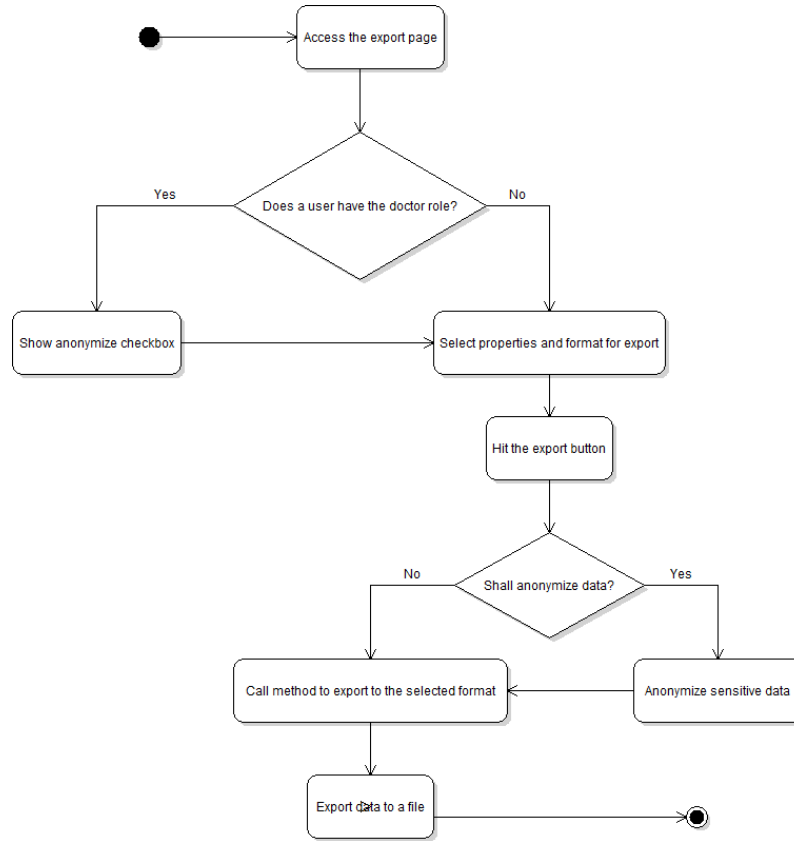 Access the export page
Yes
Does a user have the doctor role?
No
Show anonymize checkbox
Select properties and format for export
Hit the export button
No
Shall anonymize data?
Yes
Call method to export to the selected format
Anonymize sensitive data
Export data to a file